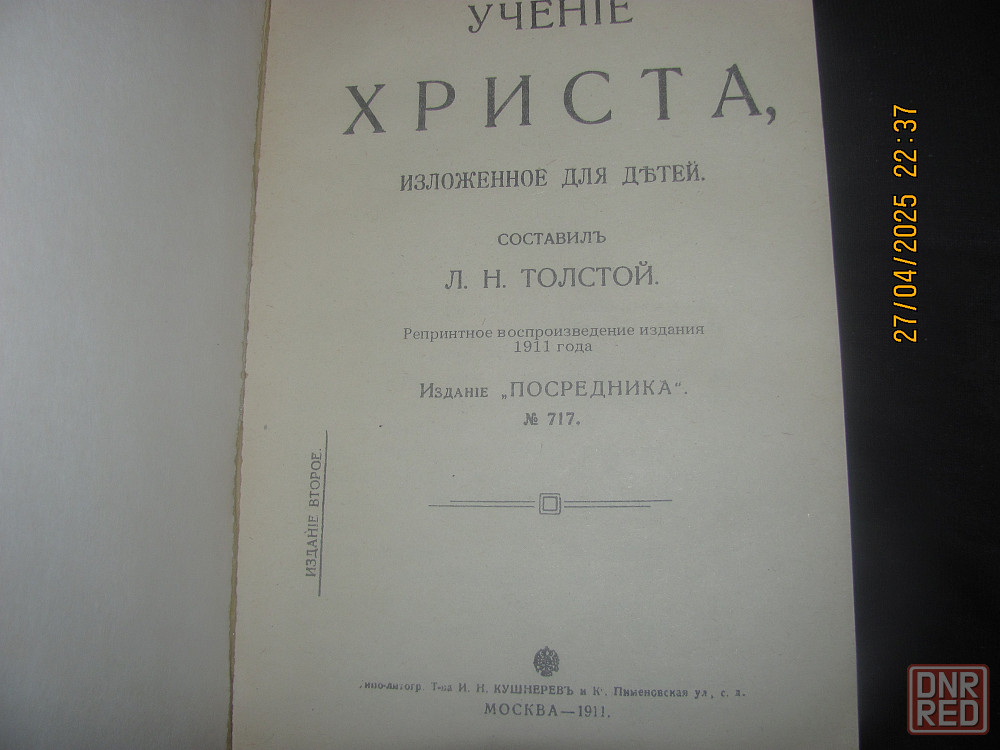 УЧЕНІЕ
ХРИСТА,
ИЗЛОЖЕННОЕ ДЛЯ ДѢТЕЙ.
СОСТАВИЛЪ
Л. Н. ТОЛСТОЙ.
Репринтное воспроизведение издания
1911 года
Изданіе „ПОСРЕДНИКА“.
№ 717.
ИЗДАНІЕ ВТОРОЕ.
Т-ва И. Н. КУШНЕРЕВЪ и К°. Пименовская ул., с. д.
МОСКВА—1911.
27/04/2025 22:37
DNR
RED